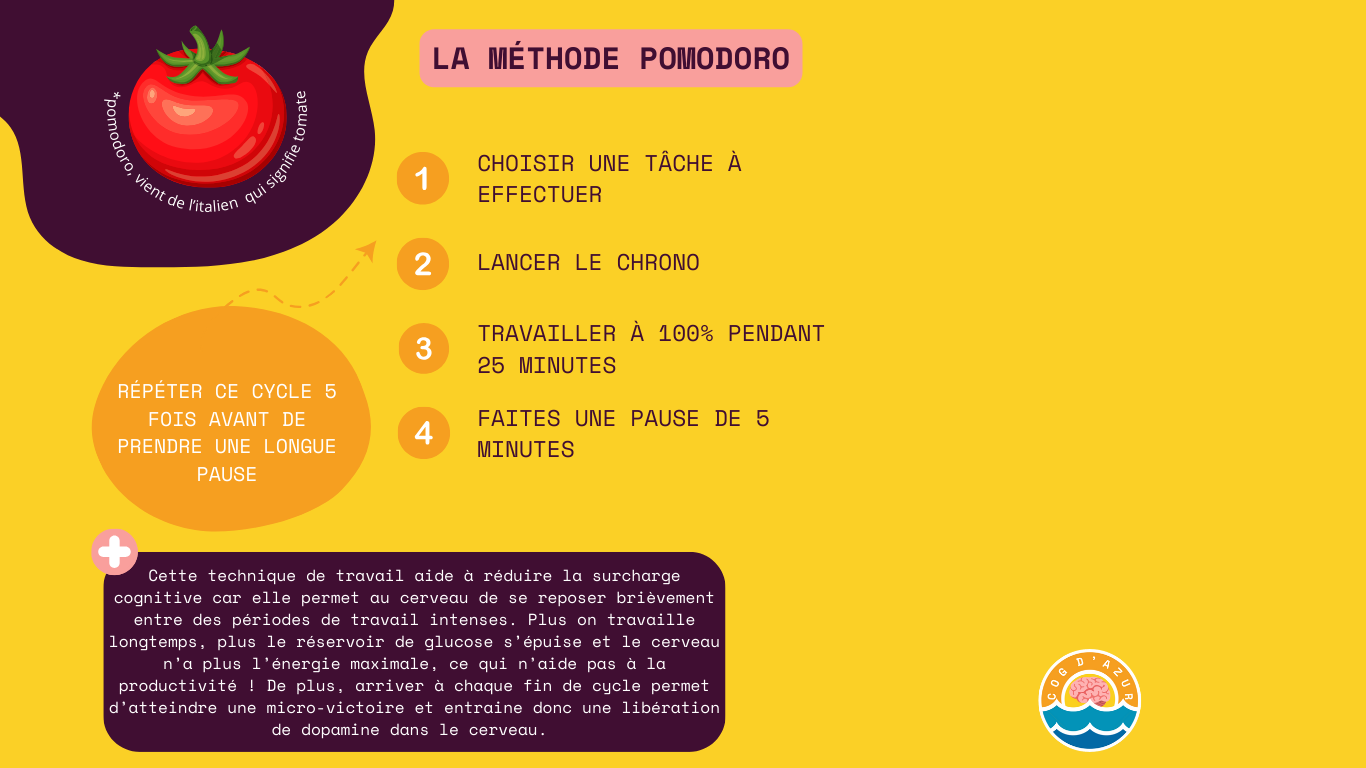 *pomodoro, vient de l'italien  qui signifie tomate
LA MÉTHODE POMODORO
1
CHOISIR UNE TÂCHE À
EFFECTUER
2
LANCER LE CHRONO
3
TRAVAILLER À 100% PENDANT
25 MINUTES
4
FAITES UNE PAUSE DE 5
MINUTES
RÉPÉTER CE CYCLE 5
FOIS AVANT DE
PRENDRE UNE LONGUE
PAUSE
Cette technique de travail aide à réduire la surcharge
cognitive car elle permet au cerveau de se reposer brièvement
entre des périodes de travail intenses. Plus on travaille
longtemps, plus le réservoir de glucose s’épuise et le cerveau
n’a plus l’énergie maximale, ce qui n’aide pas à la
productivité ! De plus, arriver à chaque fin de cycle permet
d’atteindre une micro-victoire et entraine donc une libération
de dopamine dans le cerveau.
COG D'AZUR